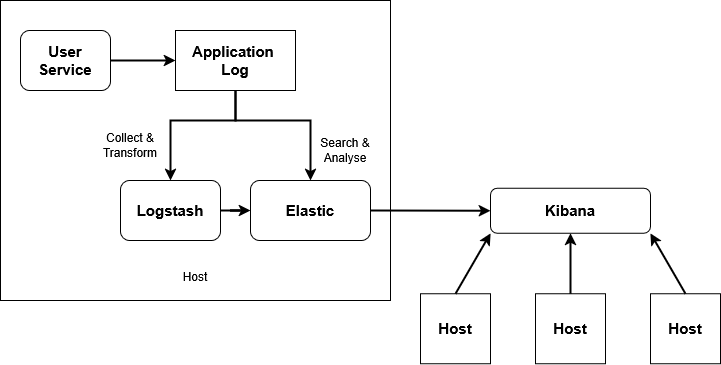 User
Service
Application
Log
Collect &
Transform
Search &
Analyse
Logstash
Elastic
Kibana
Host
Host
Host
Host